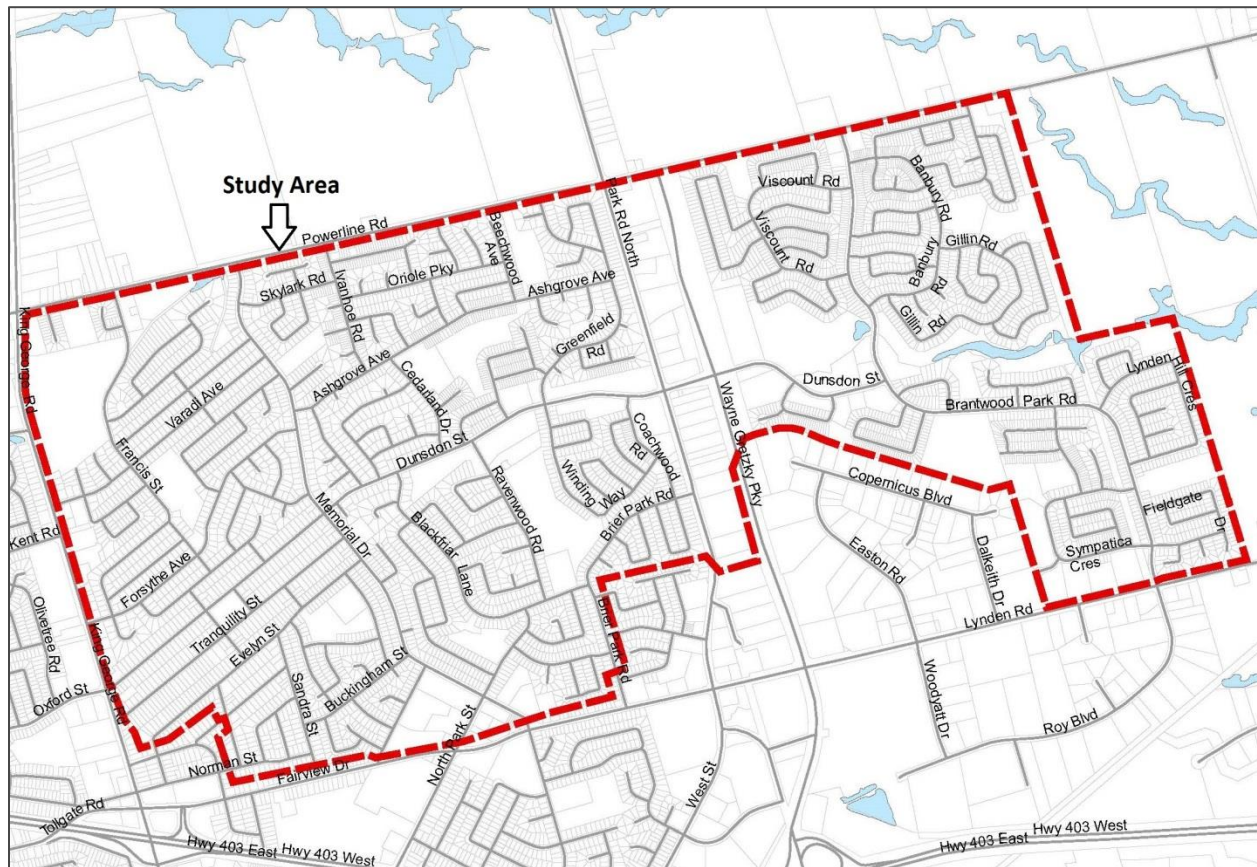 Study Area
Powerline Rd
Park Rd North
Beechwood
Ave
Viscount Rd
Banbury Rd
Viscount Rd
Gillin Rd
Banbury
Rd
Gillin
Rd
Skylark Rd
Ivanhoe Rd
Oriole Pky
Ashgrove Ave
King George Rd
Greenfield
Rd
Ashgrove Ave
Cedarland Dr
Varadi Ave
Francis St
Dunsdon St
Wayne Gretzky Pky
Dunsdon St
Brantwood Park Rd
Lynden
Hill Cres
Coachwood
Rd
Winding
Way
Brier Park Rd
Ravenwood Rd
Memorial Dr
Blackfriar
Lane
Copernicus Blvd
Easton Rd
Dalkeith Dr
Fieldgate
Dr
Sympatica
Cres
Kent Rd
Forsythe Ave
Olivetree Rd
Tranquility St
Evelyn St
King George Rd
Oxford St
Sandra St
Buckingham St
Brier Park Rd
Lynden Rd
Woodyatt Dr
Roy Blvd
North Park St
West St
Norman St
Fairview Dr
Tollgate Rd
Hwy 403 East
Hwy 403 West
Hwy 403 East
Hwy 403 West